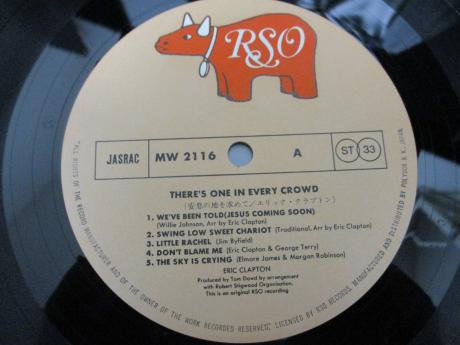 RSO
JASRAC
MW 2116
A
ST 33
THERE'S ONE IN EVERY CROWD
(安息の地を求めて/エリック・クラプトン)
1. WE'VE BEEN TOLD(JESUS COMING SOON)
(Willie Johnson, Arr by Eric Clapton)
2. SWING LOW SWEET CHARIOT (Traditional, Arr by Eric Clapton)
3. LITTLE RACHEL (Jim Byfield)
4. DON'T BLAME ME (Eric Clapton & George Terry)
5. THE SKY IS CRYING (Elmore James & Morgan Robinson)
ERIC CLAPTON
Produced by Tom Dowd by arrangement
with Robert Stigwood Organisation.
This is an original RSO recording
"ALL RIGHTS OF THE RECORD MANUFACTURER AND OF THE OWNER OF THE WORK RECORDED RESERVED", LICENSED BY RSO RECORDS, MANUFACTURED AND DISTRIBUTED BY POLYDOR K. K. JAPAN.